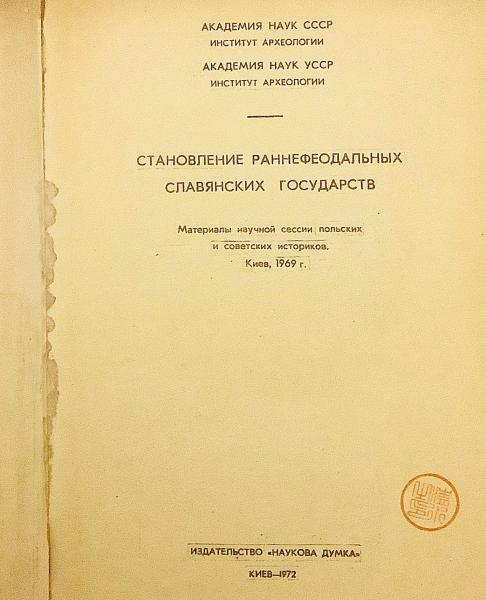 АКАДЕМИЯ НАУК СССР
ИНСТИТУТ АРХЕОЛОГИИ
АКАДЕМИЯ НАУК УССР
ИНСТИТУТ АРХЕОЛОГИИ
СТАНОВЛЕНИЕ РАННЕФЕОДАЛЬНЫХ
СЛАВЯНСКИХ ГОСУДАРСТВ
Материалы научной сессии польских
и советских историков.
Киев, 1969 г.
ИЗДАТЕЛЬСТВО «НАУКОВА ДУМКА»
КИЕВ—1972